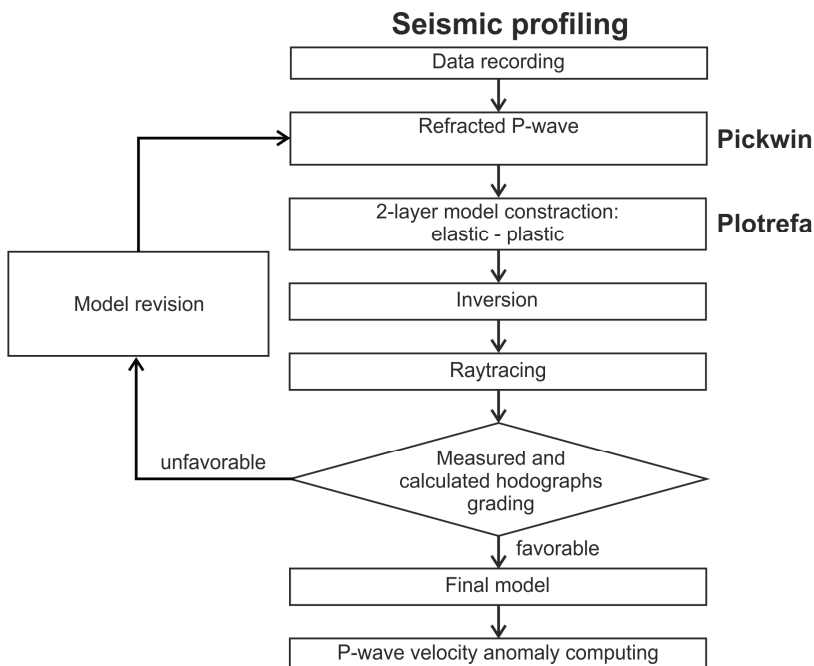 Seismic profiling
Data recording
Refracted P-wave
Pickwin
2-layer model constraction:
elastic - plastic
Plotrefa
Model revision
Inversion
Raytracing
unfavorable
Measured and
calculated hodographs
grading
favorable
Final model
P-wave velocity anomaly computing